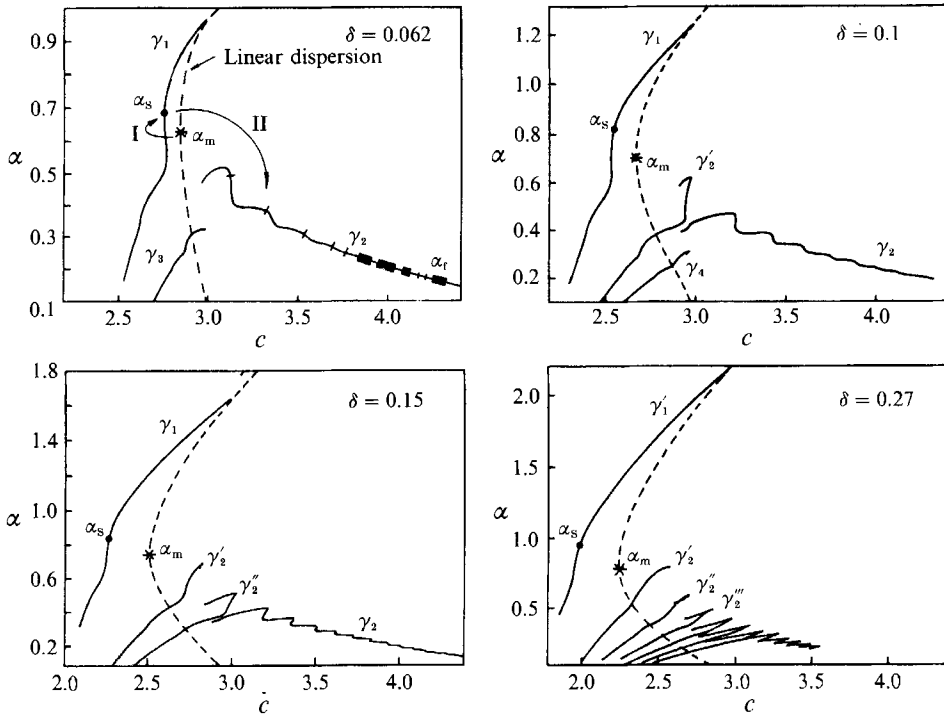 δ = 0.062
0.9
0.7
0.5
0.3
0.1
α
γ₁
Linear dispersion
αₛ
I
αₘ
II
γ₃
γ₂
α_f
2.5 3.0 3.5 4.0
c
δ = 0.1
1.2
1.0
0.8
0.6
0.4
0.2
α
γ₁
αₛ
αₘ
γ₂′
γ₄
γ₂
2.5 3.0 3.5 4.0
c
δ = 0.15
1.8
1.4
1.0
0.6
0.2
α
γ₁
αₛ
αₘ
γ₂′
γ₂″
γ₂
2.0 2.5 3.0 3.5 4.0
c
δ = 0.27
2.0
1.5
1.0
0.5
α
γ₁′
αₛ
αₘ
γ₂′
γ₂″
γ₂‴
2.0 2.5 3.0 3.5 4.0
c